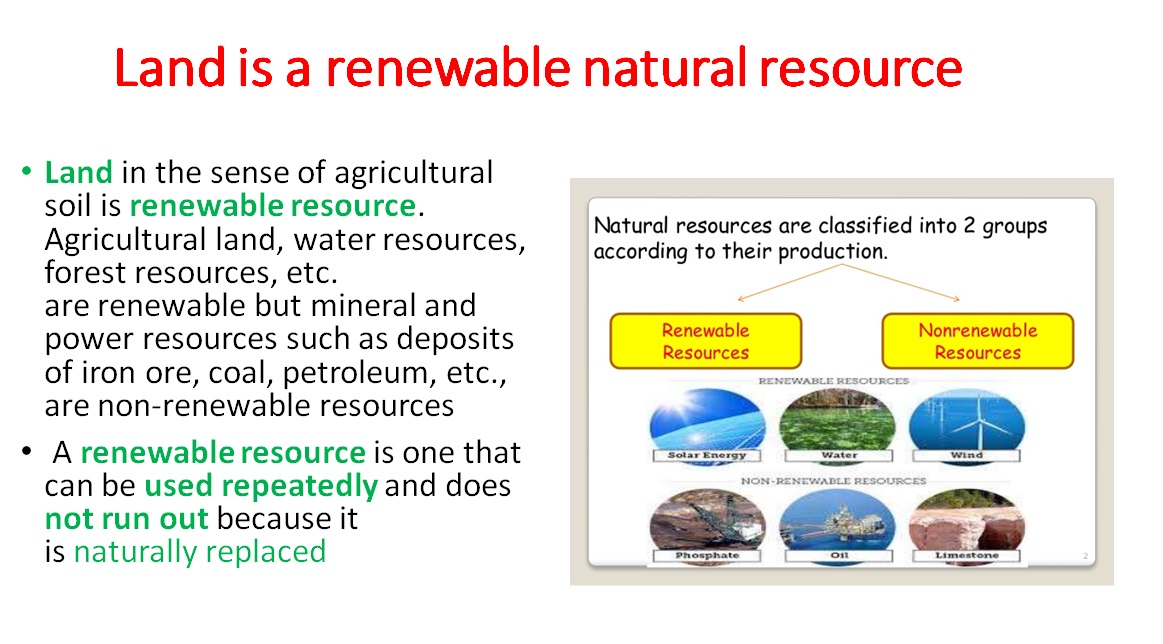 Land is a renewable natural resource
• Land in the sense of agricultural
soil is renewable resource.
Agricultural land, water resources,
forest resources, etc.
are renewable but mineral and
power resources such as deposits
of iron ore, coal, petroleum, etc.,
are non-renewable resources
• A renewable resource is one that
can be used repeatedly and does
not run out because it
is naturally replaced
Natural resources are classified into 2 groups
according to their production.
Renewable
Resources
Nonrenewable
Resources
RENEWABLE RESOURCES
Solar Energy
Water
Wind
NON-RENEWABLE RESOURCES
Phosphate
Oil
Limestone
2